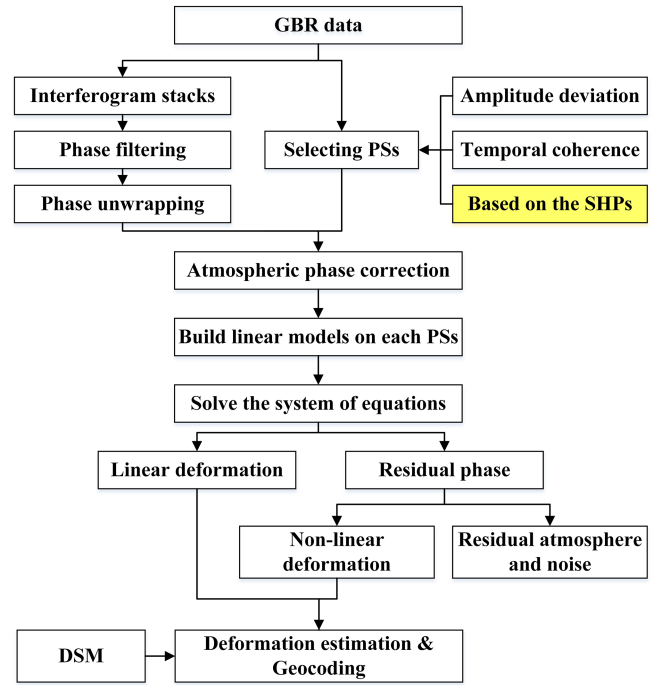 GBR data
Interferogram stacks
Amplitude deviation
Phase filtering
Selecting PSs
Temporal coherence
Phase unwrapping
Based on the SHPs
Atmospheric phase correction
Build linear models on each PSs
Solve the system of equations
Linear deformation
Residual phase
Non-linear
deformation
Residual atmosphere
and noise
DSM
Deformation estimation &
Geocoding